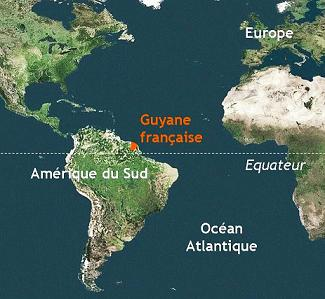 Europe
Guyane
française
Equateur
Amérique du Sud
Océan
Atlantique